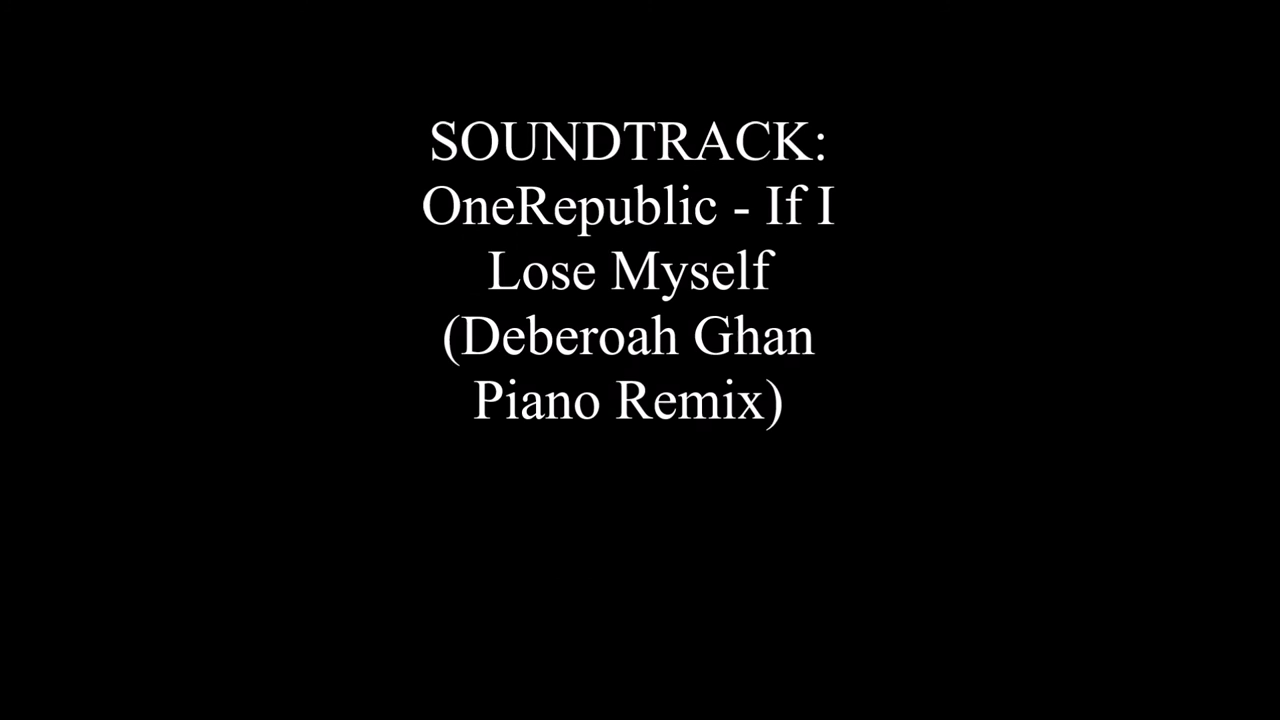 SOUNDTRACK:
OneRepublic - If I
Lose Myself
(Deberoah Ghan
Piano Remix)